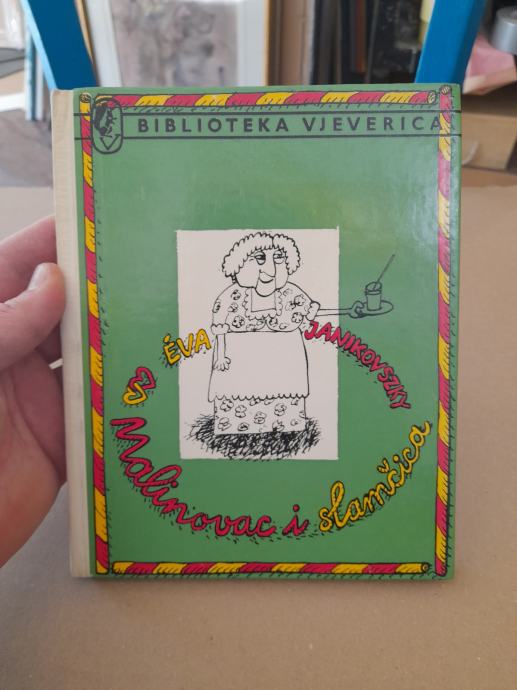 BIBLIOTEKA VJEVERICA
ÉVA JANIKOVSZKY
Malinovac i slamčica